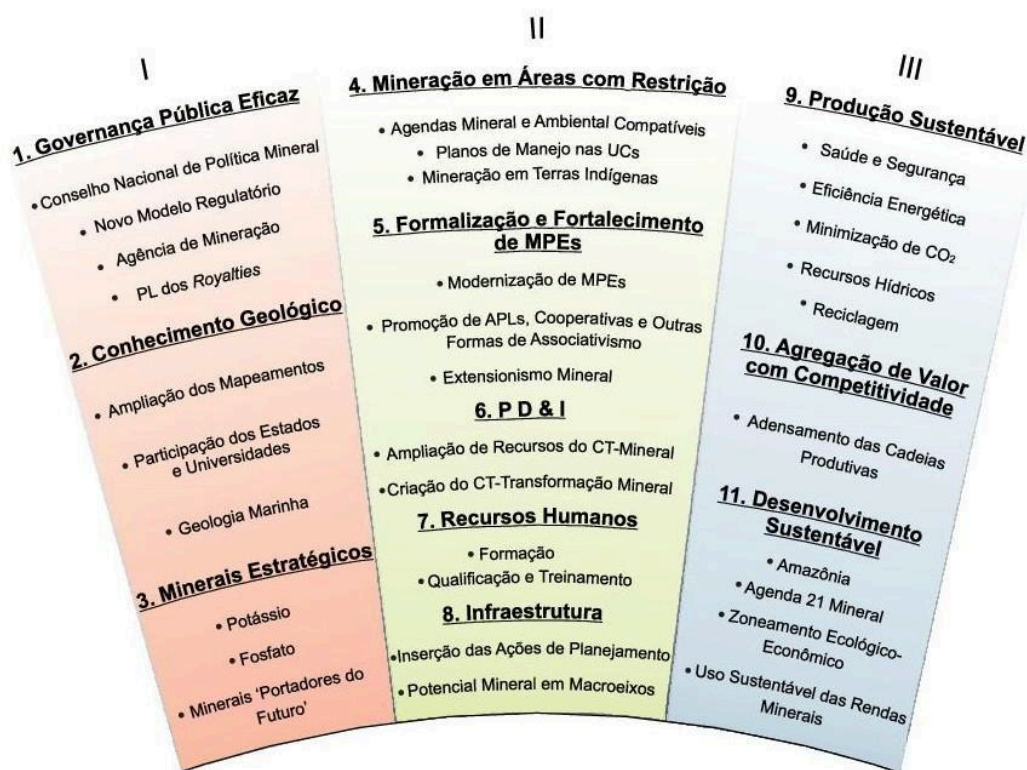 I
1. Governança Pública Eficaz
• Conselho Nacional de Política Mineral
• Novo Modelo Regulatório
• Agência de Mineração
• PL dos Royalties
2. Conhecimento Geológico
• Ampliação dos Mapeamentos
• Participação dos Estados
e Universidades
• Geologia Marinha
3. Minerais Estratégicos
• Potássio
• Fosfato
• Minerais ‘Portadores do
Futuro’
II
4. Mineração em Áreas com Restrição
• Agendas Mineral e Ambiental Compatíveis
• Planos de Manejo nas UCs
• Mineração em Terras Indígenas
5. Formalização e Fortalecimento
de MPEs
• Modernização de MPEs
• Promoção de APLs, Cooperativas e Outras
Formas de Associativismo
• Extensionismo Mineral
6. P D & I
• Ampliação de Recursos do CT-Mineral
• Criação do CT-Transformação Mineral
7. Recursos Humanos
• Formação
• Qualificação e Treinamento
8. Infraestrutura
• Inserção das Ações de Planejamento
• Potencial Mineral em Macroeixos
III
9. Produção Sustentável
• Saúde e Segurança
• Eficiência Energética
• Minimização de CO₂
• Recursos Hídricos
• Reciclagem
10. Agregação de Valor
com Competitividade
• Adensamento das Cadeias
Produtivas
11. Desenvolvimento
Sustentável
• Amazônia
• Agenda 21 Mineral
• Zoneamento Ecológico-
Econômico
• Uso Sustentável das Rendas
Minerais